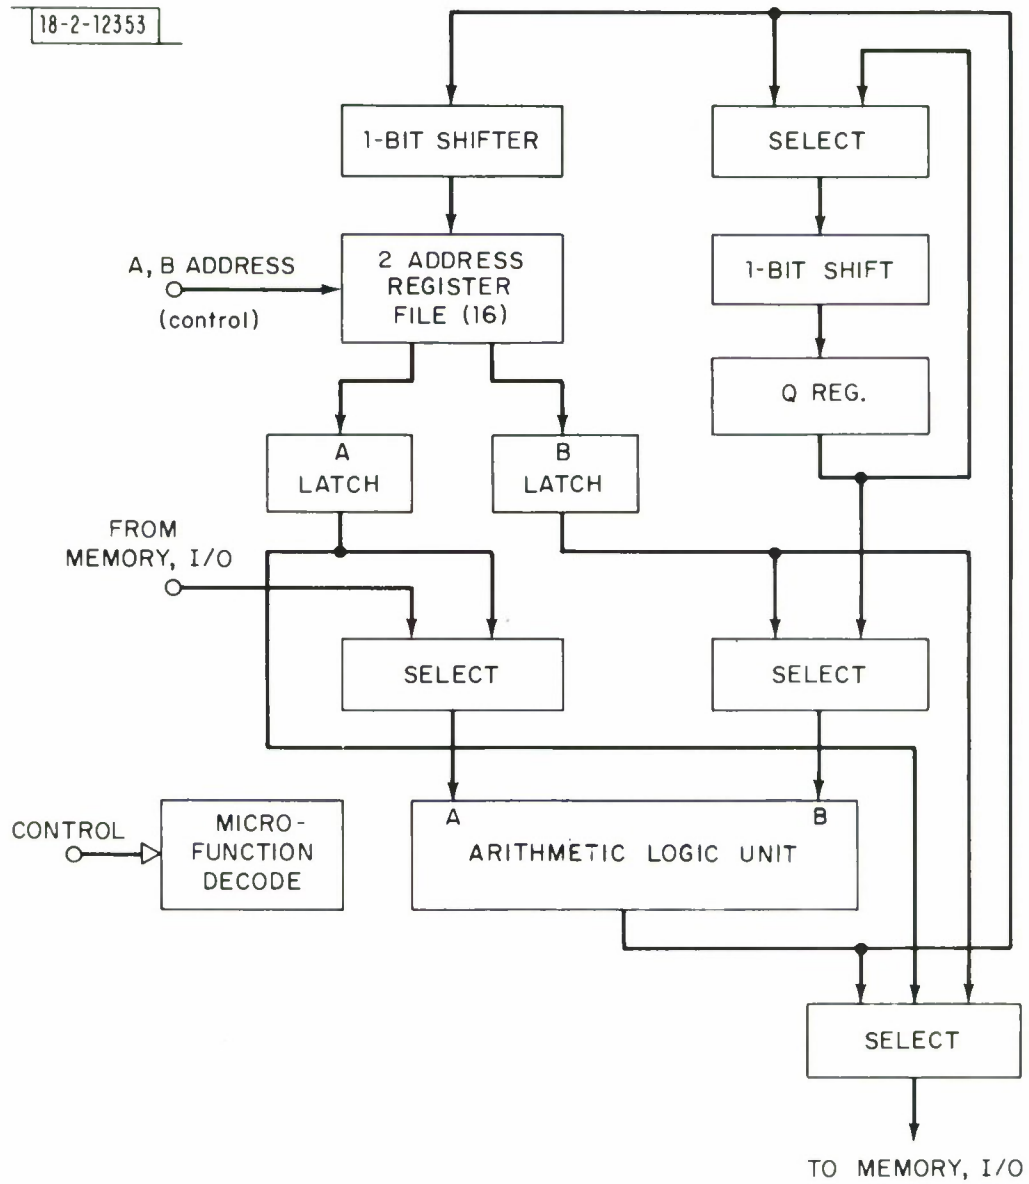 18-2-12353
1-BIT SHIFTER
SELECT
A, B ADDRESS
(control)
2 ADDRESS
REGISTER
FILE (16)
1-BIT SHIFT
Q REG.
A
LATCH
B
LATCH
FROM
MEMORY, I/O
SELECT
SELECT
CONTROL
MICRO-
FUNCTION
DECODE
A
B
ARITHMETIC LOGIC UNIT
SELECT
TO MEMORY, I/O